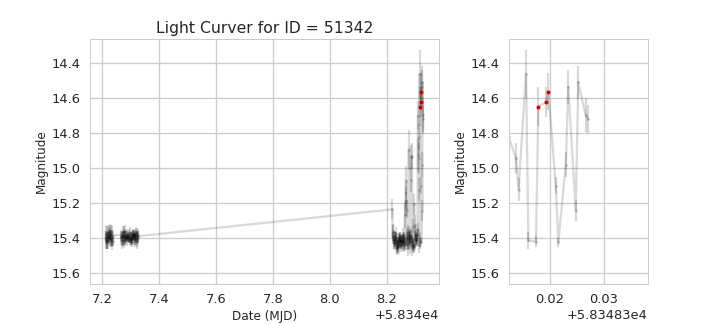 Light Curver for ID = 51342
14.4
14.6
14.8
15.0
15.2
15.4
15.6
Magnitude
7.2 7.4 7.6 7.8 8.0 8.2
Date (MJD)
+5.834e4
14.4
14.6
14.8
15.0
15.2
15.4
15.6
Magnitude
0.02 0.03
+5.83483e4